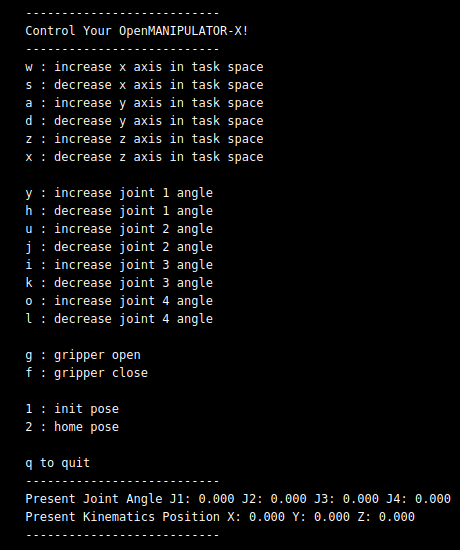 ---------------------------
Control Your OpenMANIPULATOR-X!
---------------------------
w : increase x axis in task space
s : decrease x axis in task space
a : increase y axis in task space
d : decrease y axis in task space
z : increase z axis in task space
x : decrease z axis in task space

y : increase joint 1 angle
h : decrease joint 1 angle
u : increase joint 2 angle
j : decrease joint 2 angle
i : increase joint 3 angle
k : decrease joint 3 angle
o : increase joint 4 angle
l : decrease joint 4 angle

g : gripper open
f : gripper close

1 : init pose
2 : home pose

q to quit
---------------------------
Present Joint Angle J1: 0.000 J2: 0.000 J3: 0.000 J4: 0.000
Present Kinematics Position X: 0.000 Y: 0.000 Z: 0.000
---------------------------